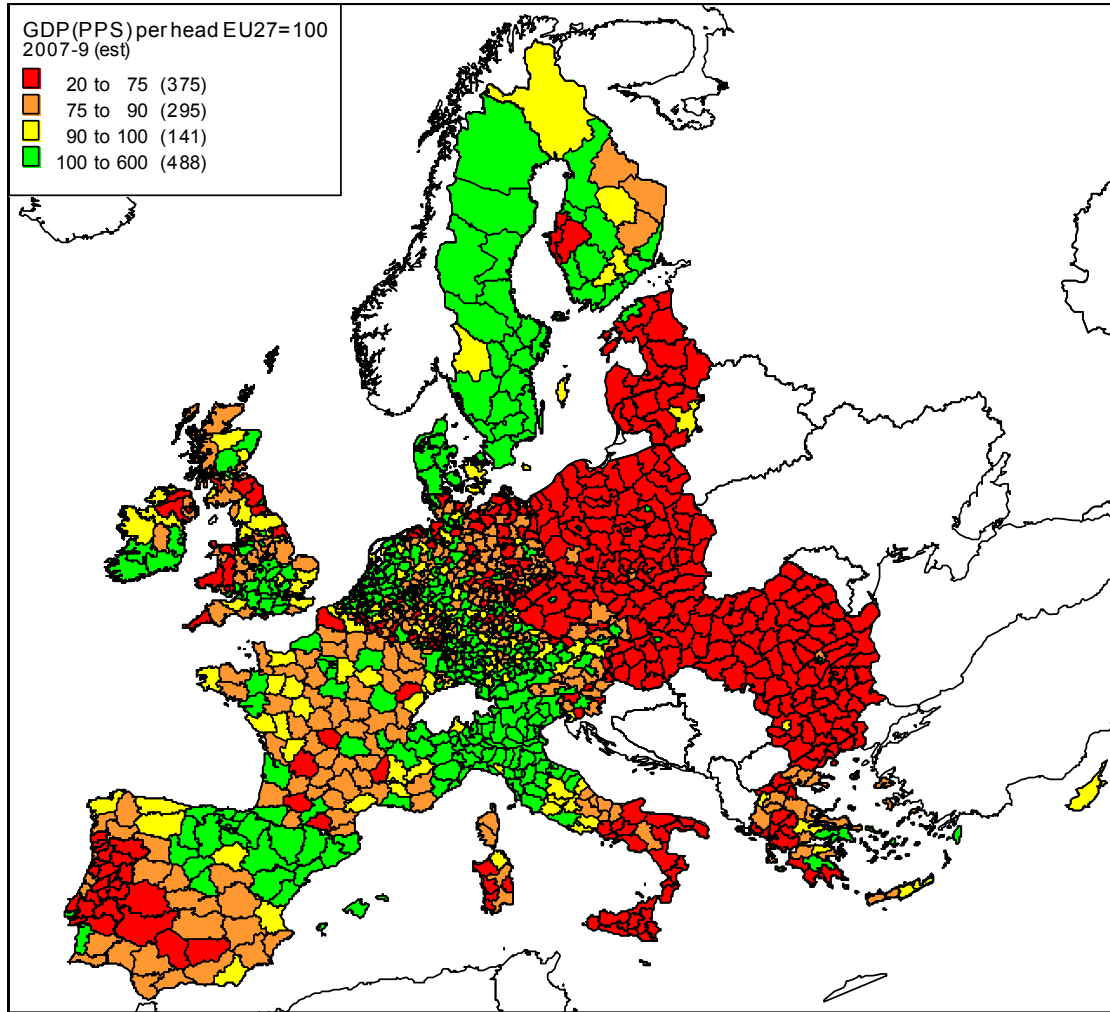 GDP(PPS) per head EU27=100
2007-9 (est)
20 to 75 (375)
75 to 90 (295)
90 to 100 (141)
100 to 600 (488)